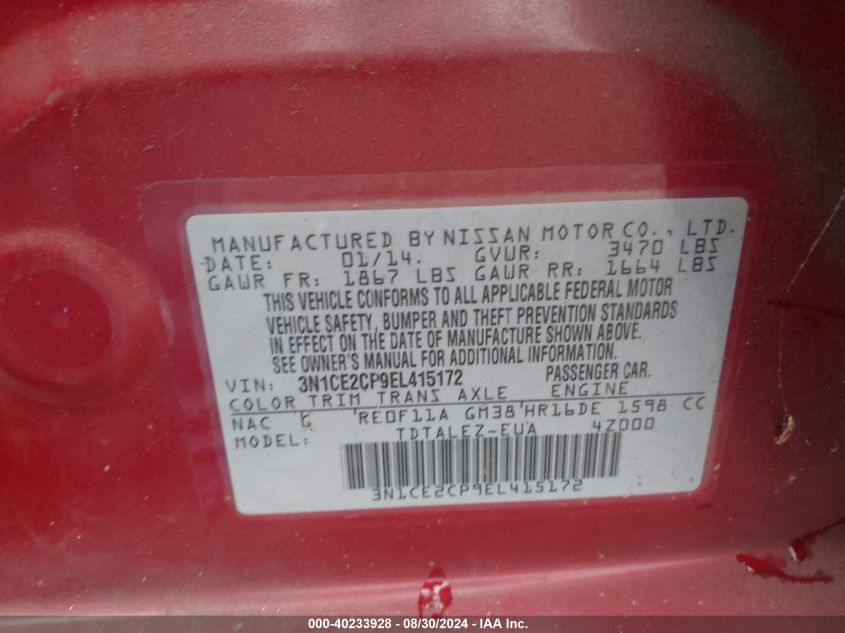 MANUFACTURED BY NISSAN MOTOR CO., LTD.
DATE: 01/14. GVWR: 3470 LBS
GAWR FR: 1867 LBS GAWR RR: 1664 LBS
THIS VEHICLE CONFORMS TO ALL APPLICABLE FEDERAL MOTOR
VEHICLE SAFETY, BUMPER AND THEFT PREVENTION STANDARDS
IN EFFECT ON THE DATE OF MANUFACTURE SHOWN ABOVE.
SEE OWNER'S MANUAL FOR ADDITIONAL INFORMATION.
VIN: 3N1CE2CP9EL415172 PASSENGER CAR.
COLOR TRIM TRANS AXLE ENGINE
NAC G RE0F11A GM38 HR16DE 1598 CC
MODEL: TDTALEZ-EUA 4Z000
3N1CE2CP9EL415172
000-40233928 - 08/30/2024 - IAA Inc.